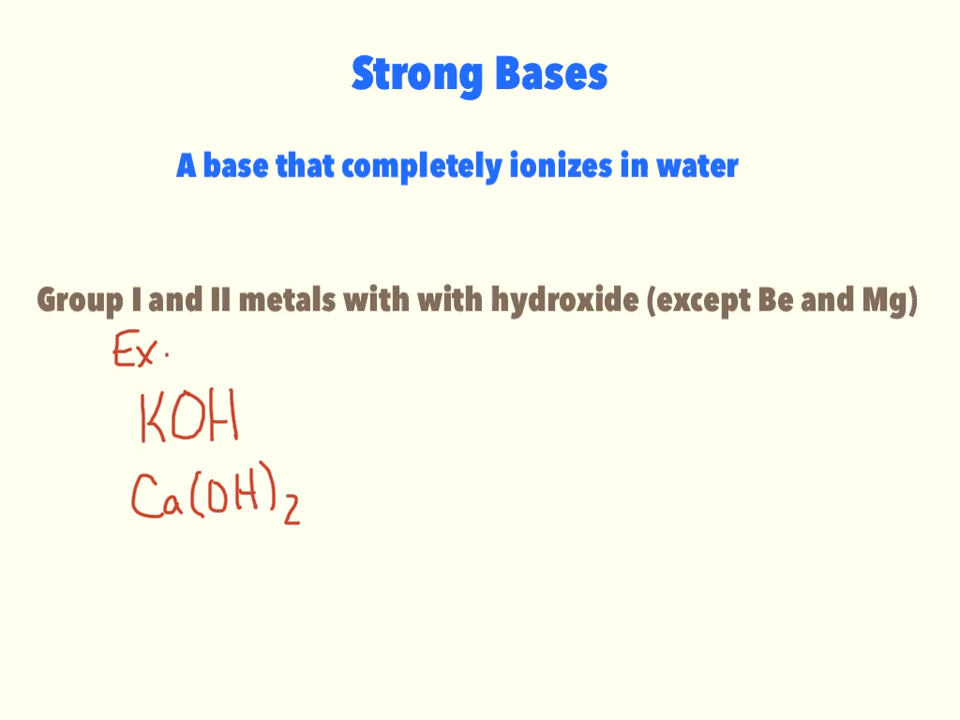 Strong Bases
A base that completely ionizes in water
Group I and II metals with with hydroxide (except Be and Mg)
Ex.
KOH
Ca(OH)₂